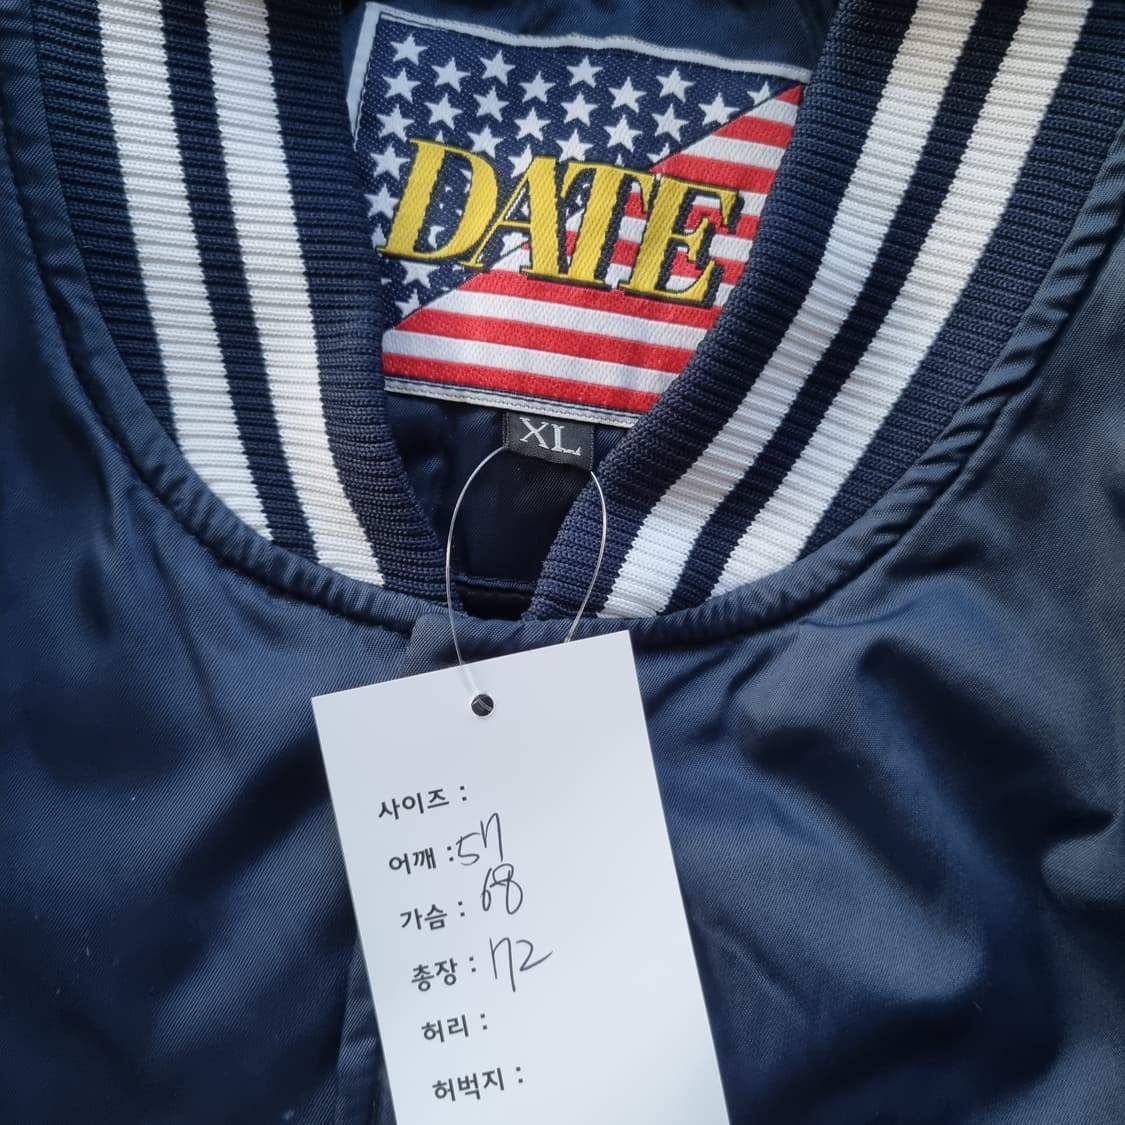 DATE
XL
사이즈 :
어깨 : 57
가슴 : 68
총장 : 72
허리 :
허벅지 :